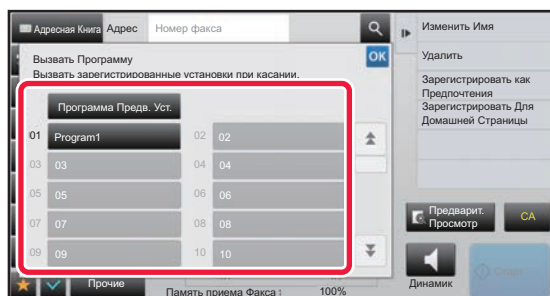 Адресная Книга Адрес Номер факса
Изменить Имя
Вызвать Программу OK
Удалить
Вызвать зарегистрированные установки при касании.
Зарегистрировать как
Предпочтения
Зарегистрировать Для
Домашней Страницы
Программа Предв. Уст.
01 Program1 02 02
03 03 04 04
05 05 06 06
07 07 08 08
09 09 10 10
Предварит.
Просмотр
CA
Прочие
Память приема Факса : 100%
Динамик
Start